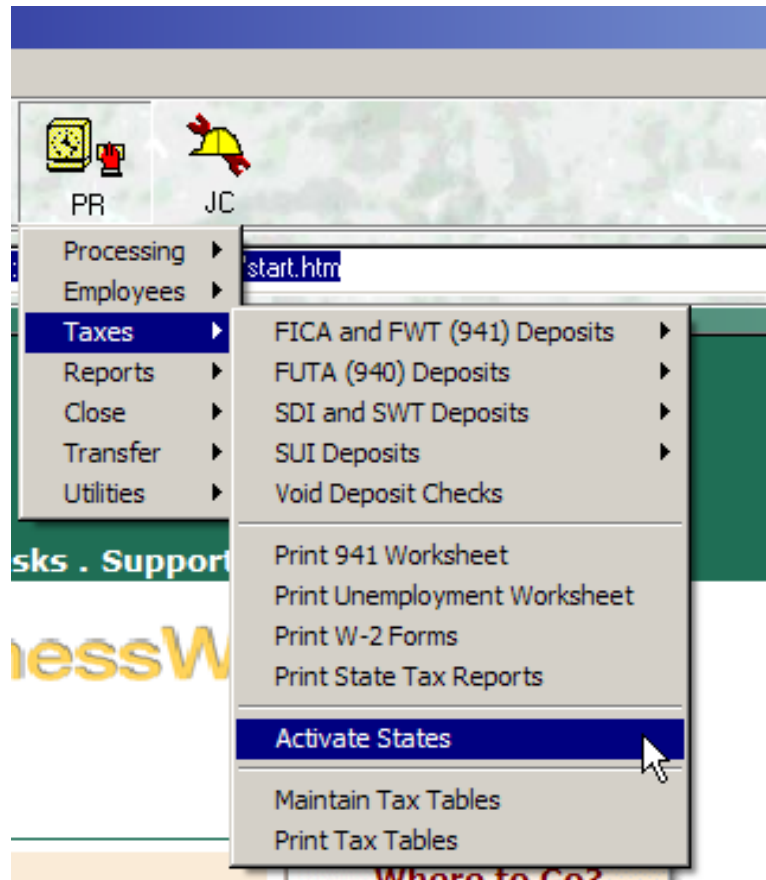 PR
JC
Processing
start.htm
Employees
Taxes
FICA and FWT (941) Deposits
Reports
FUTA (940) Deposits
Close
SDI and SWT Deposits
Transfer
SUI Deposits
Utilities
Void Deposit Checks
sks . Support
Print 941 Worksheet
Print Unemployment Worksheet
nessW
Print W-2 Forms
Print State Tax Reports
Activate States
Maintain Tax Tables
Print Tax Tables
Where to Go?